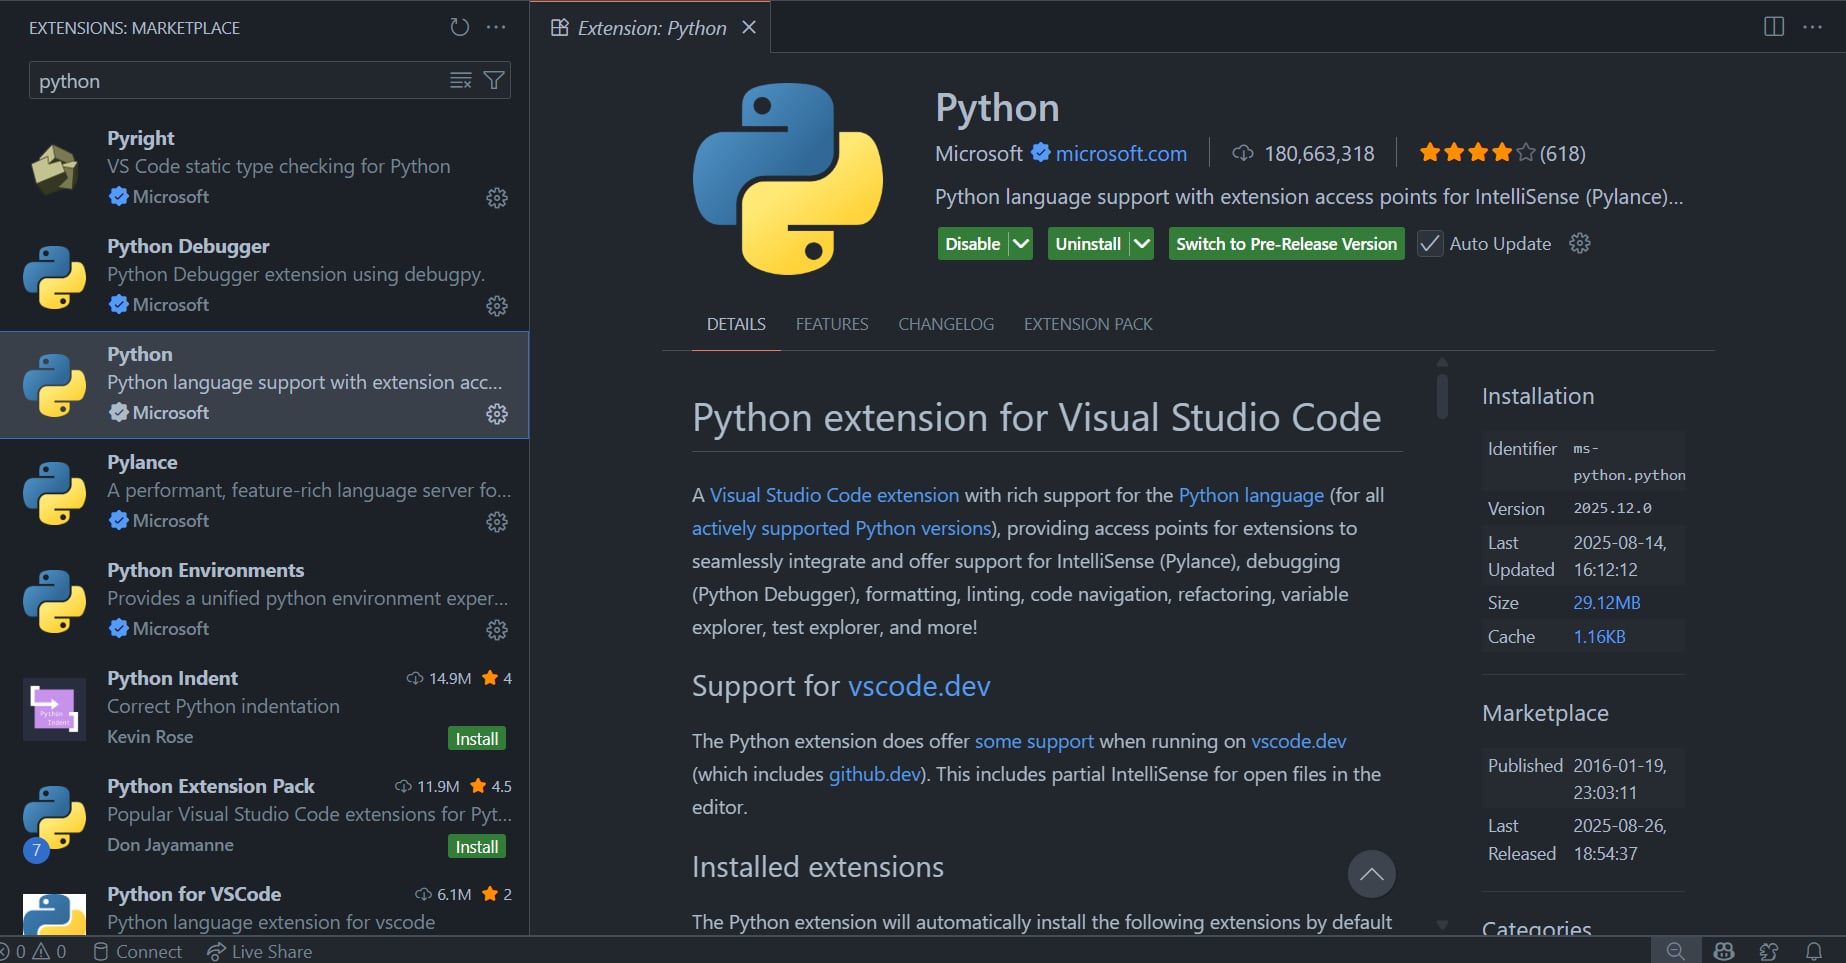 EXTENSIONS: MARKETPLACE
python
Pyright
VS Code static type checking for Python
Microsoft
Python Debugger
Python Debugger extension using debugpy.
Microsoft
Python
Python language support with extension acc...
Microsoft
Pylance
A performant, feature-rich language server fo...
Microsoft
Python Environments
Provides a unified python environment exper...
Microsoft
Python Indent 14.9M 4
Correct Python indentation
Kevin Rose Install
Python Indent
Python Extension Pack 11.9M 4.5
Popular Visual Studio Code extensions for Pyt...
Don Jayamanne Install
7
Python for VSCode 6.1M 2
Python language extension for vscode
Extension: Python
Python
Microsoft microsoft.com 180,663,318 (618)
Python language support with extension access points for IntelliSense (Pylance)...
Disable Uninstall Switch to Pre-Release Version Auto Update
DETAILS FEATURES CHANGELOG EXTENSION PACK
Python extension for Visual Studio Code
A Visual Studio Code extension with rich support for the Python language (for all
actively supported Python versions), providing access points for extensions to
seamlessly integrate and offer support for IntelliSense (Pylance), debugging
(Python Debugger), formatting, linting, code navigation, refactoring, variable
explorer, test explorer, and more!
Support for vscode.dev
The Python extension does offer some support when running on vscode.dev
(which includes github.dev). This includes partial IntelliSense for open files in the
editor.
Installed extensions
The Python extension will automatically install the following extensions by default
Installation
Identifier ms-
python.python
Version 2025.12.0
Last 2025-08-14,
Updated 16:12:12
Size 29.12MB
Cache 1.16KB
Marketplace
Published 2016-01-19,
23:03:11
Last 2025-08-26,
Released 18:54:37
Categories
0 0 Connect Live Share